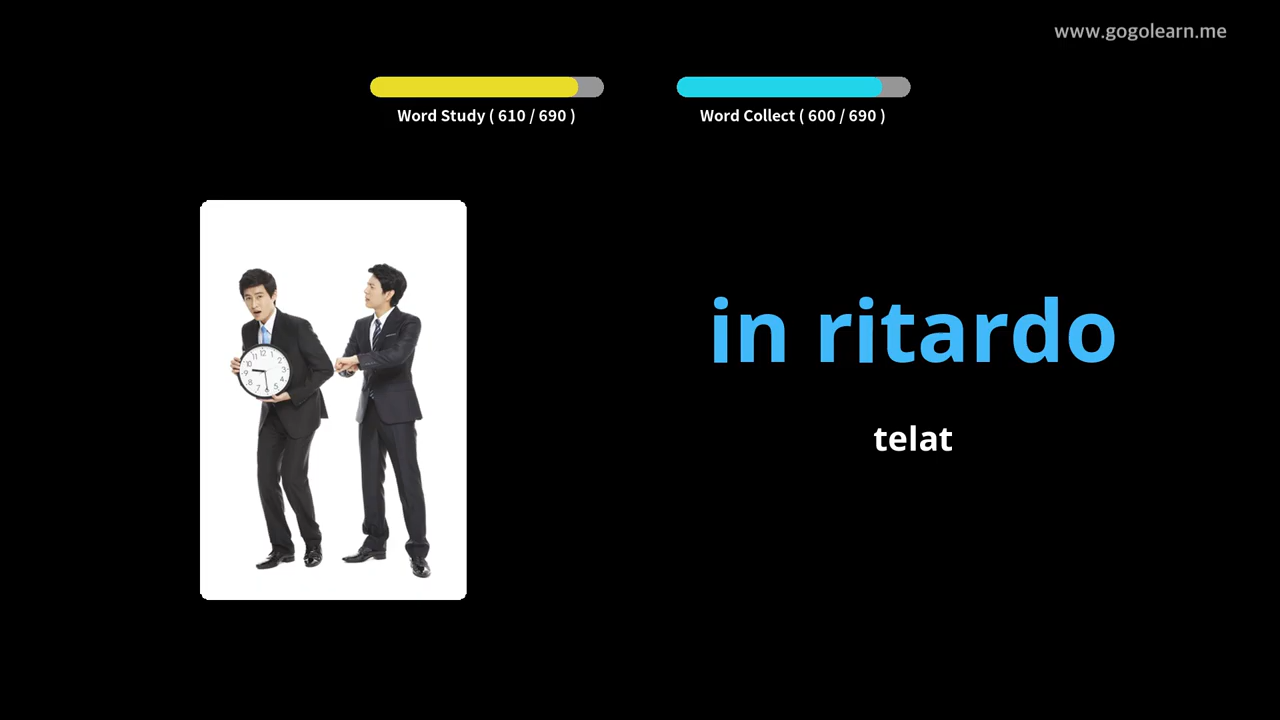 www.gogolearn.me
Word Study ( 610 / 690 )
Word Collect ( 600 / 690 )
in ritardo
telat